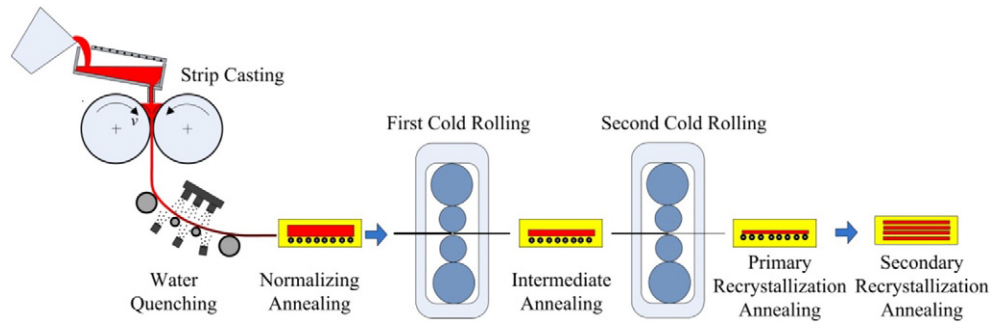 Strip Casting
v
First Cold Rolling
Second Cold Rolling
Water
Quenching
Normalizing
Annealing
Intermediate
Annealing
Primary
Recrystallization
Annealing
Secondary
Recrystallization
Annealing